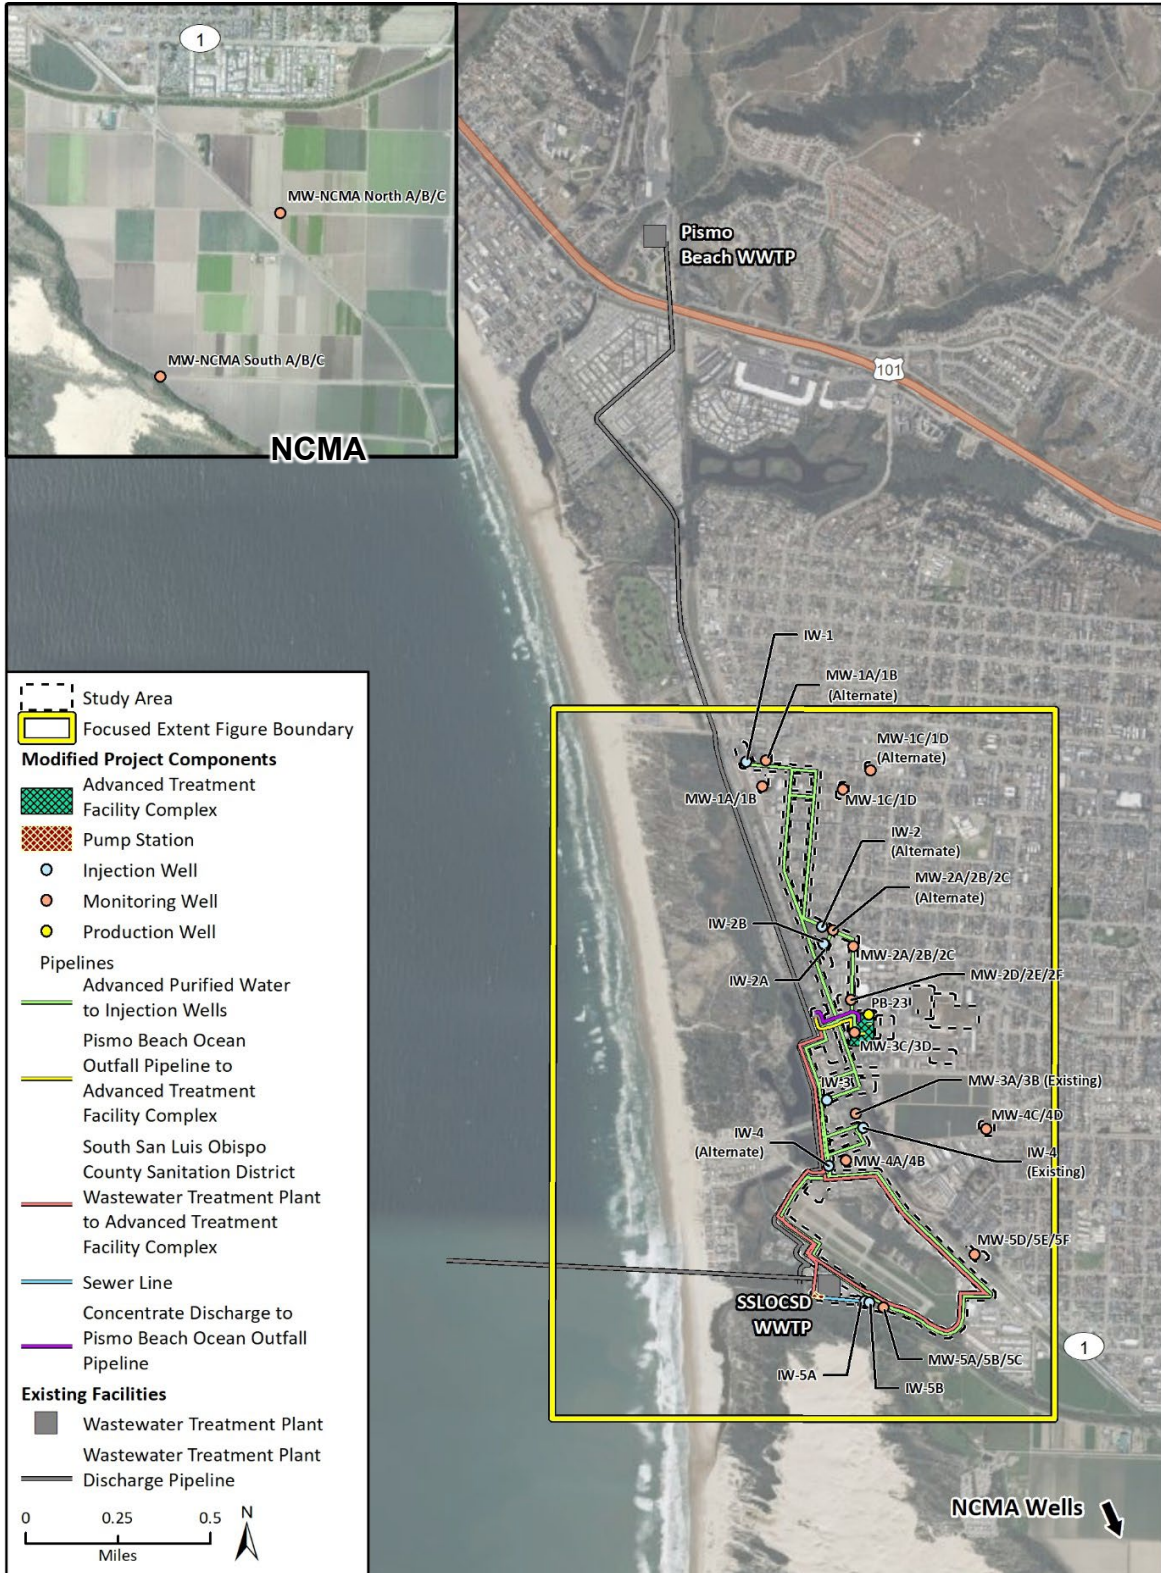 1
MW-NCMA North A/B/C
MW-NCMA South A/B/C
NCMA
Pismo
Beach WWTP
101
IW-1
MW-1A/1B
(Alternate)
MW-1C/1D
(Alternate)
MW-1A/1B
MW-1C/1D
IW-2
(Alternate)
MW-2A/2B/2C
(Alternate)
IW-2B
MW-2A/2B/2C
IW-2A
MW-2D/2E/2F
PB-23
MW-3C/3D
IW-3
MW-3A/3B (Existing)
MW-4C/4D
IW-4
(Alternate)
MW-4A/4B
IW-4
(Existing)
MW-5D/5E/5F
SSLOCSD
WWTP
MW-5A/5B/5C
IW-5A
IW-5B
1
NCMA Wells
Study Area
Focused Extent Figure Boundary
Modified Project Components
Advanced Treatment
Facility Complex
Pump Station
Injection Well
Monitoring Well
Production Well
Pipelines
Advanced Purified Water
to Injection Wells
Pismo Beach Ocean
Outfall Pipeline to
Advanced Treatment
Facility Complex
South San Luis Obispo
County Sanitation District
Wastewater Treatment Plant
to Advanced Treatment
Facility Complex
Sewer Line
Concentrate Discharge to
Pismo Beach Ocean Outfall
Pipeline
Existing Facilities
Wastewater Treatment Plant
Wastewater Treatment Plant
Discharge Pipeline
0 0.25 0.5
Miles
N